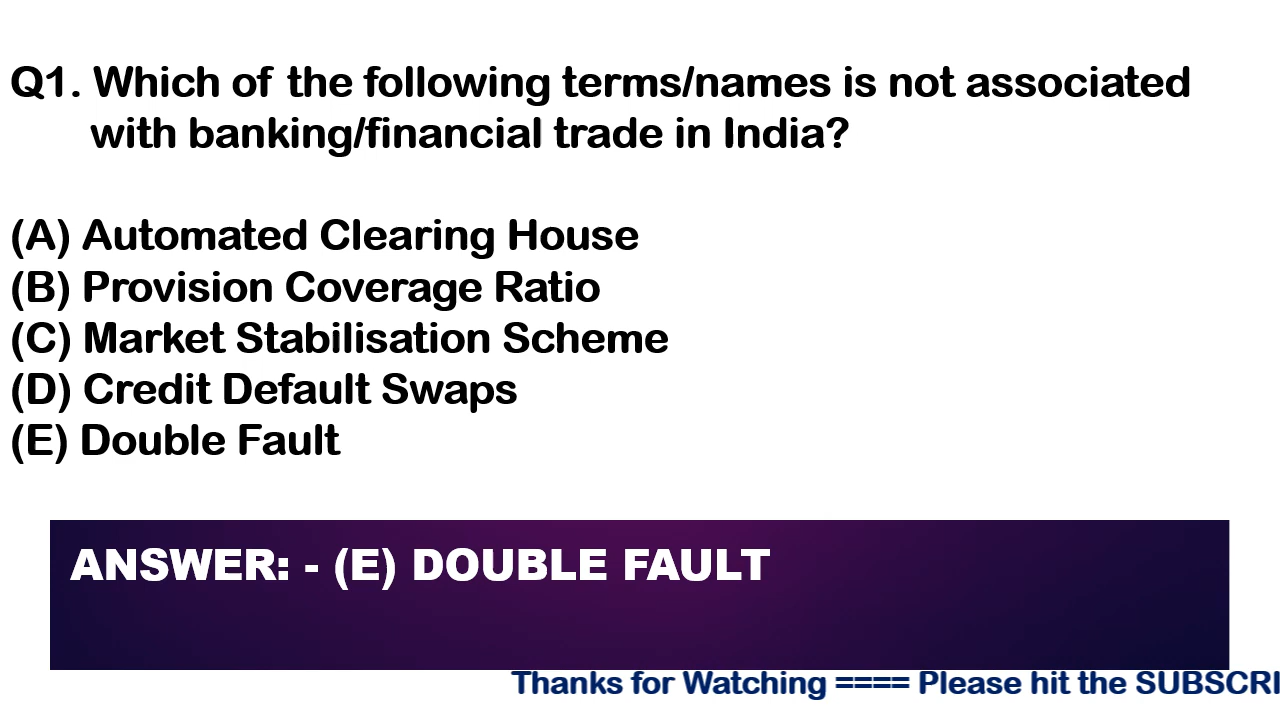 Q1. Which of the following terms/names is not associated
with banking/financial trade in India?
(A) Automated Clearing House
(B) Provision Coverage Ratio
(C) Market Stabilisation Scheme
(D) Credit Default Swaps
(E) Double Fault
ANSWER: - (E) DOUBLE FAULT
Thanks for Watching ==== Please hit the SUBSCRI